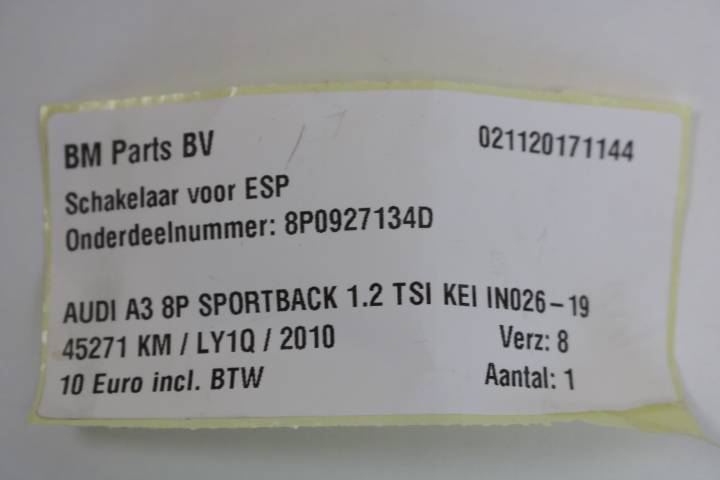 BM Parts BV 021120171144
Schakelaar voor ESP
Onderdeelnummer: 8P0927134D
AUDI A3 8P SPORTBACK 1.2 TSI KEI IN026-19
45271 KM / LY1Q / 2010 Verz: 8
10 Euro incl. BTW Aantal: 1